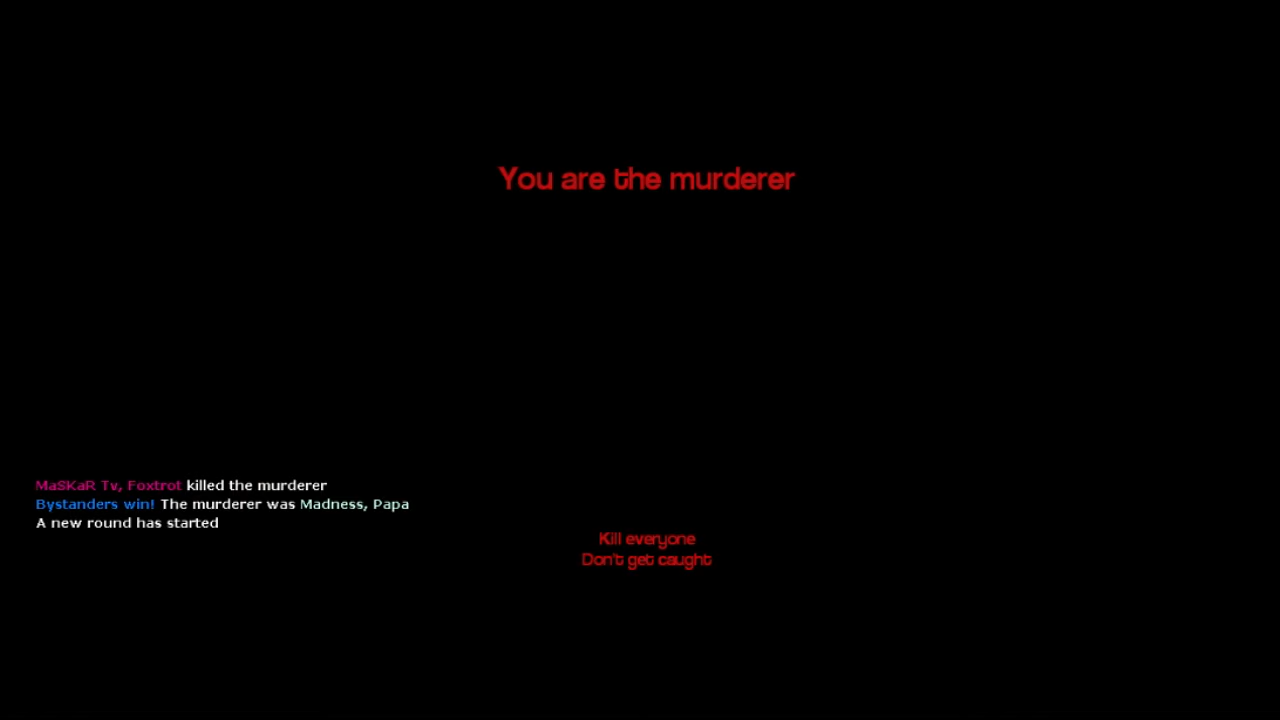 You are the murderer
MaSKaR Tv, Foxtrot killed the murderer
Bystanders win! The murderer was Madness, Papa
A new round has started
Kill everyone
Don't get caught